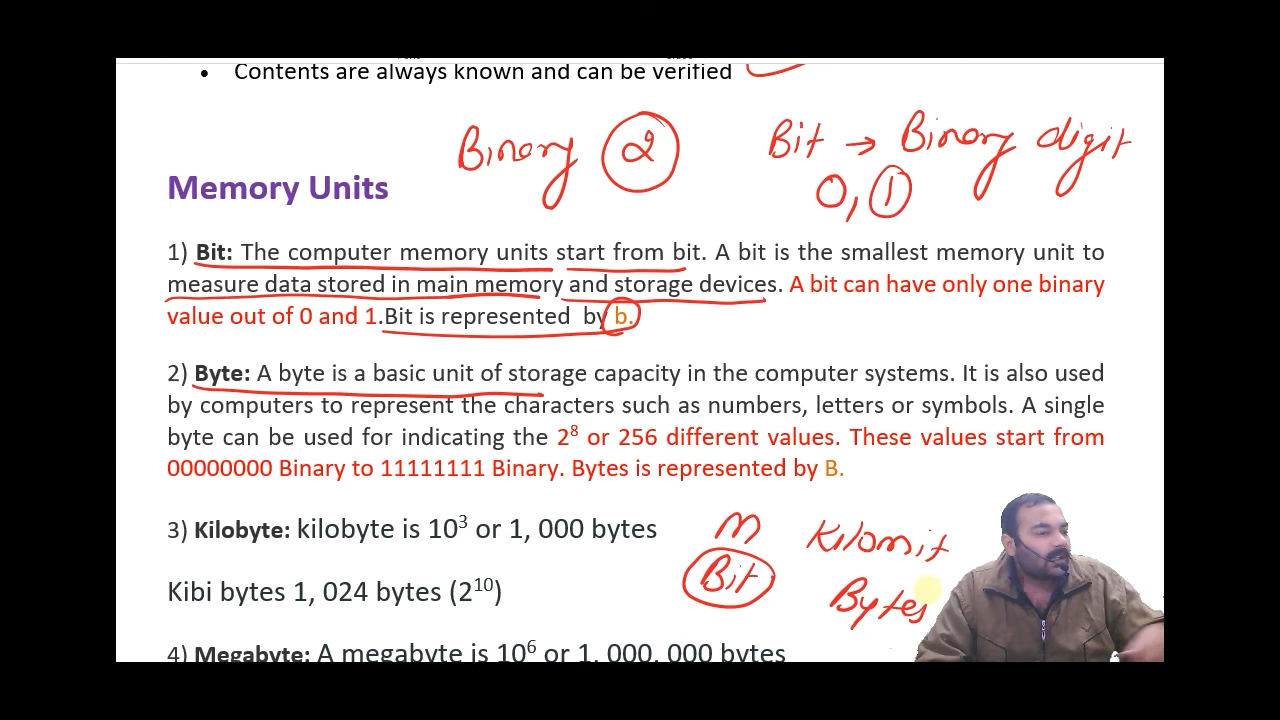 • Contents are always known and can be verified
Binary 2
Bit → Binary digit
0, 1
Memory Units
1) Bit: The computer memory units start from bit. A bit is the smallest memory unit to
measure data stored in main memory and storage devices. A bit can have only one binary
value out of 0 and 1.Bit is represented by b.
2) Byte: A byte is a basic unit of storage capacity in the computer systems. It is also used
by computers to represent the characters such as numbers, letters or symbols. A single
byte can be used for indicating the 2⁸ or 256 different values. These values start from
00000000 Binary to 11111111 Binary. Bytes is represented by B.
3) Kilobyte: kilobyte is 10³ or 1, 000 bytes
M
Bit
Bytes
Kibi bytes 1, 024 bytes (2¹⁰)
4) Megabyte: A megabyte is 10⁶ or 1, 000, 000 bytes